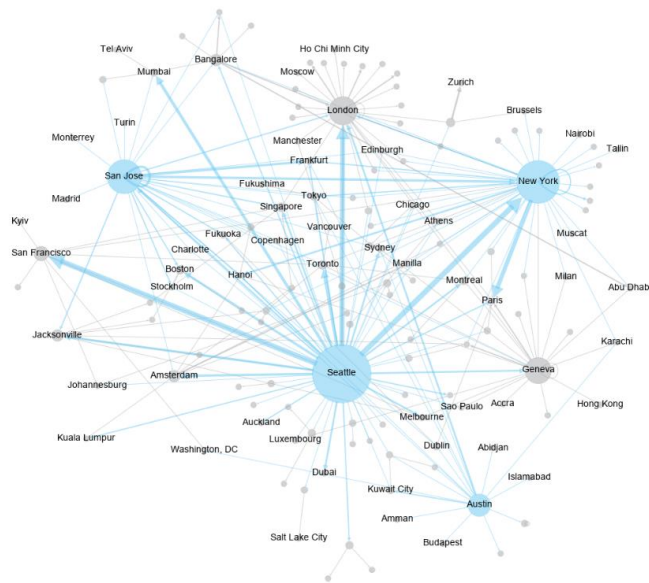 Ho Chi Minh City
Tel Aviv
Bangalore
Mumbai
Moscow
Zurich
London
Brussels
Turin
Monterrey
Manchester
Nairobi
Edinburgh
Tallin
Frankfurt
San Jose
Fukushima
New York
Madrid
Tokyo
Singapore
Chicago
Kyiv
Athens
Vancouver
Fukuoka
Copenhagen
Muscat
Charlotte
Sydney
San Francisco
Toronto
Manilla
Boston
Hanoi
Montreal
Milan
Stockholm
Abu Dhab
Paris
Jacksonville
Karachi
Seattle
Geneva
Amsterdam
Johannesburg
Accra
Sao Paulo
Hong Kong
Melbourne
Auckland
Kuala Lumpur
Luxembourg
Dublin
Abidjan
Washington, DC
Dubai
Islamabad
Kuwait City
Austin
Amman
Salt Lake City
Budapest